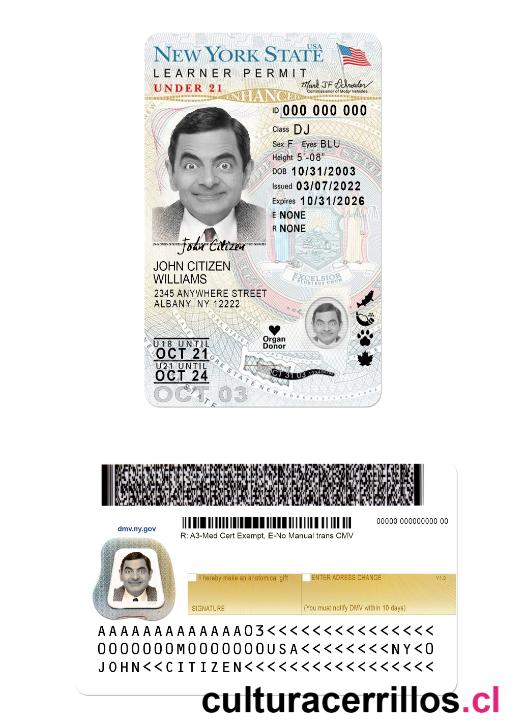 NEW YORK STATE USA
LEARNER PERMIT
UNDER 21
Commissioner of Motor Vehicles
ENHANCED
ID 000 000 000
Class DJ
Sex F Eyes BLU
Height 5'-08"
DOB 10/31/2003
Issued 03/07/2022
Expires 10/31/2026
E NONE
R NONE
EXCELSIOR
John Citizen
JOHN CITIZEN
WILLIAMS
2345 ANYWHERE STREET
ALBANY NY 12222
Organ
Donor
U18 UNTIL
OCT 21
U21 UNTIL
OCT 24
OCT 03
dmv.ny.gov
00000 000000000 00
R: A3-Med Cert Exempt, E-No Manual trans CMV
I hereby make an anatomical gift
ENTER ADRESS CHANGE
V1.0
SIGNATURE
(You must notify DMV within 10 days)
AAAAAAAAAAAAA03<<<<<<<<<<<<<<<
0000000M0000000USA<<<<<<<<NY<0
JOHN<<CITIZEN<<<<<<<<<<<<<<<<<
culturacerrillos.cl